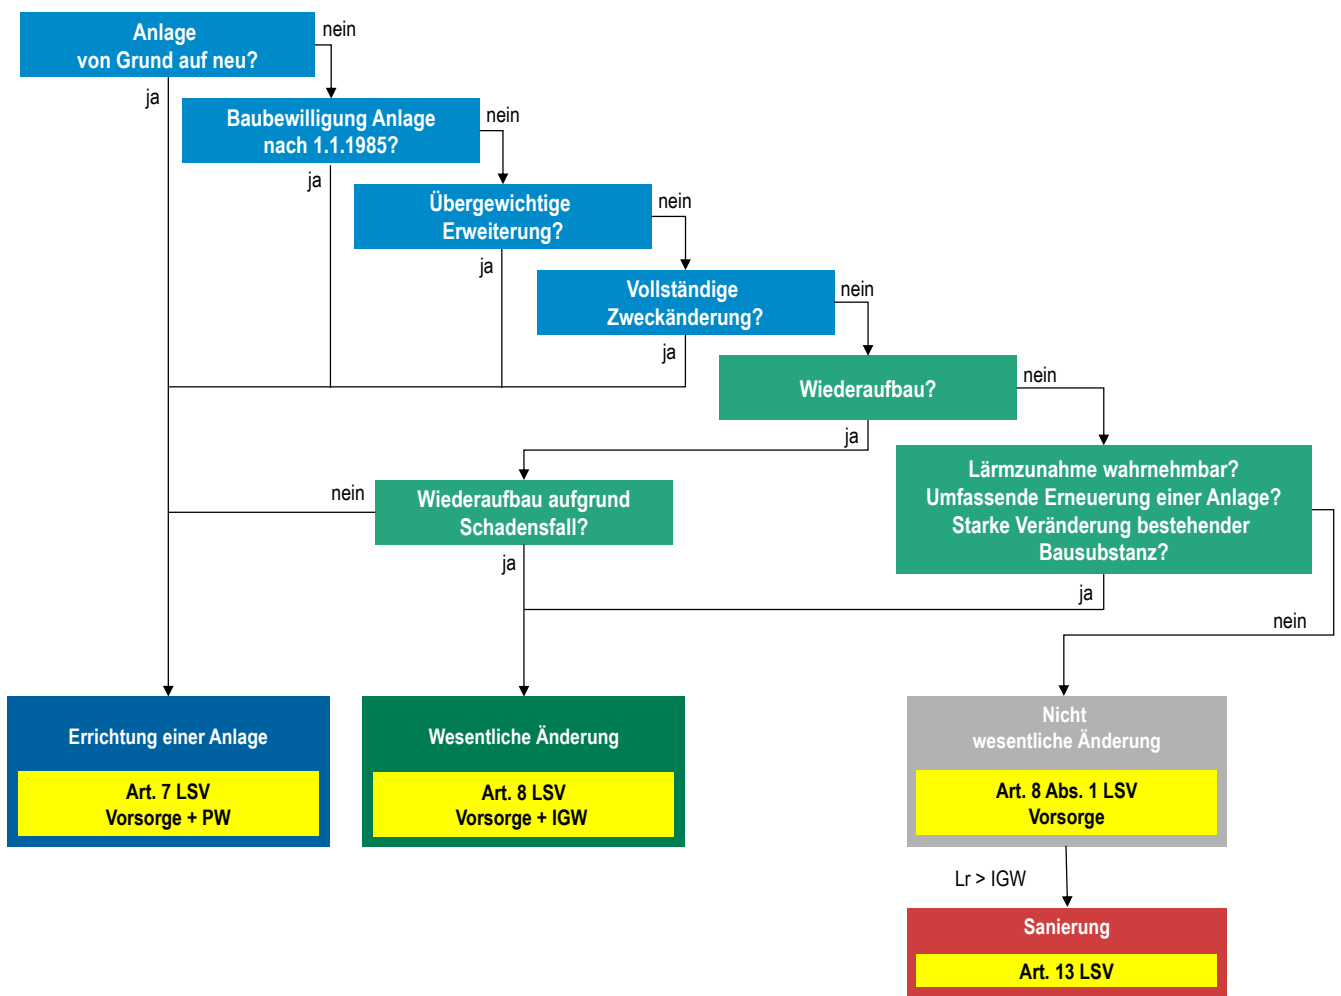 Anlage
von Grund auf neu?
nein
ja
Baubewilligung Anlage
nach 1.1.1985?
nein
ja
Übergewichtige
Erweiterung?
nein
ja
Vollständige
Zweckänderung?
nein
ja
Wiederaufbau?
nein
ja
Lärmzunahme wahrnehmbar?
Umfassende Erneuerung einer Anlage?
Starke Veränderung bestehender
Bausubstanz?
nein
Wiederaufbau aufgrund
Schadensfall?
ja
ja
nein
Errichtung einer Anlage
Art. 7 LSV
Vorsorge + PW
Wesentliche Änderung
Art. 8 LSV
Vorsorge + IGW
Nicht
wesentliche Änderung
Art. 8 Abs. 1 LSV
Vorsorge
Lr > IGW
Sanierung
Art. 13 LSV